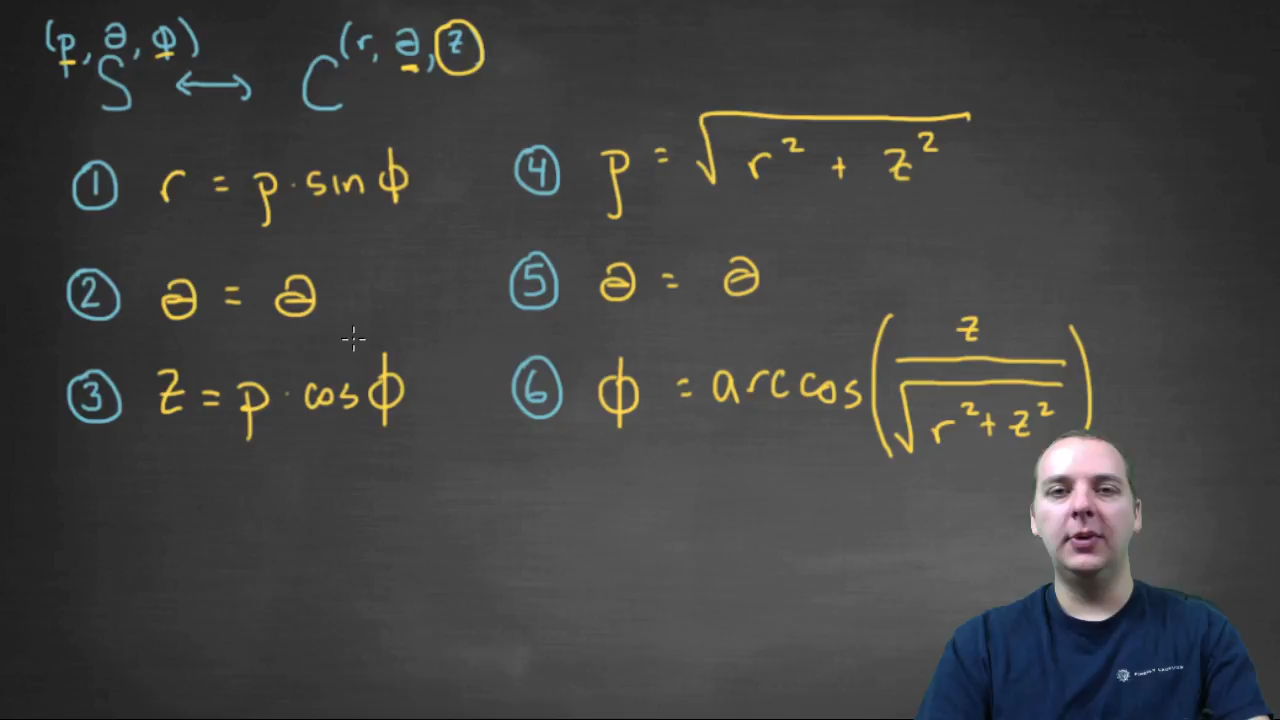 (ρ, θ, φ) (r, θ, z)
S ↔ C
① r = ρ · sin φ
② θ = θ
③ z = ρ · cos φ
④ ρ = √(r² + z²)
⑤ θ = θ
⑥ φ = arccos(z / √(r² + z²))